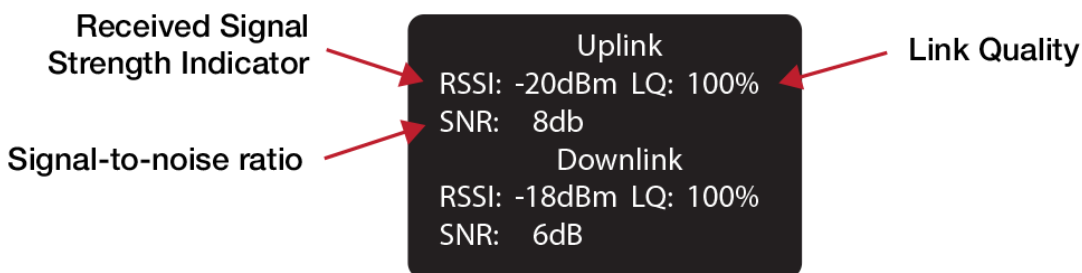 Received Signal
Strength Indicator
Signal-to-noise ratio
Uplink
RSSI: -20dBm LQ: 100%
SNR: 8db
Downlink
RSSI: -18dBm LQ: 100%
SNR: 6dB
Link Quality